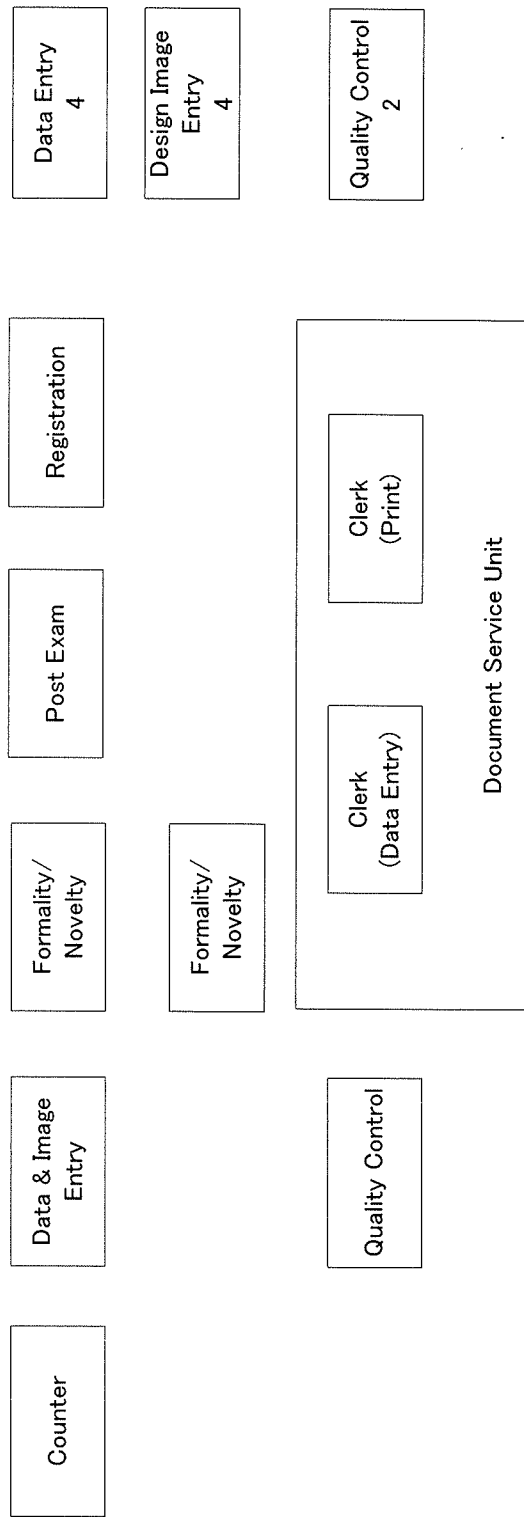 Counter
Data & Image
Entry
Formality/
Novelty
Post Exam
Registration
Data Entry
4
Formality/
Novelty
Design Image
Entry
4
Quality Control
Clerk
(Data Entry)
Clerk
(Print)
Document Service Unit
Quality Control
2